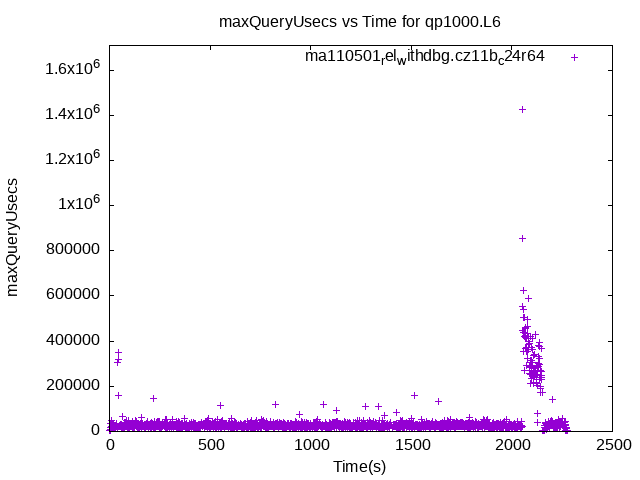 maxQueryUsecs vs Time for qp1000.L6
ma110501relwithdbg.cz11bc24r64
1.6x10^6
1.4x10^6
1.2x10^6
1x10^6
800000
600000
400000
200000
0
maxQueryUsecs
0 500 1000 1500 2000 2500
Time(s)